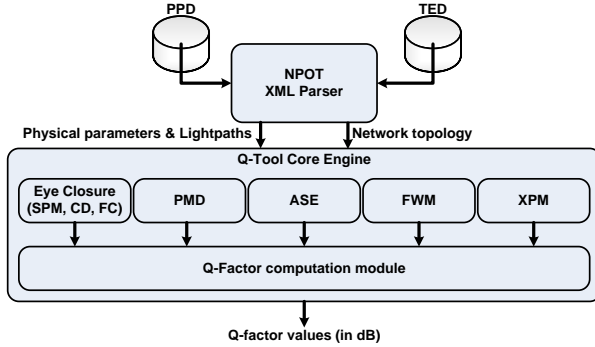 PPD
TED
NPOT
XML Parser
Physical parameters & Lightpaths
Network topology
Q-Tool Core Engine
Eye Closure
(SPM, CD, FC)
PMD
ASE
FWM
XPM
Q-Factor computation module
Q-factor values (in dB)